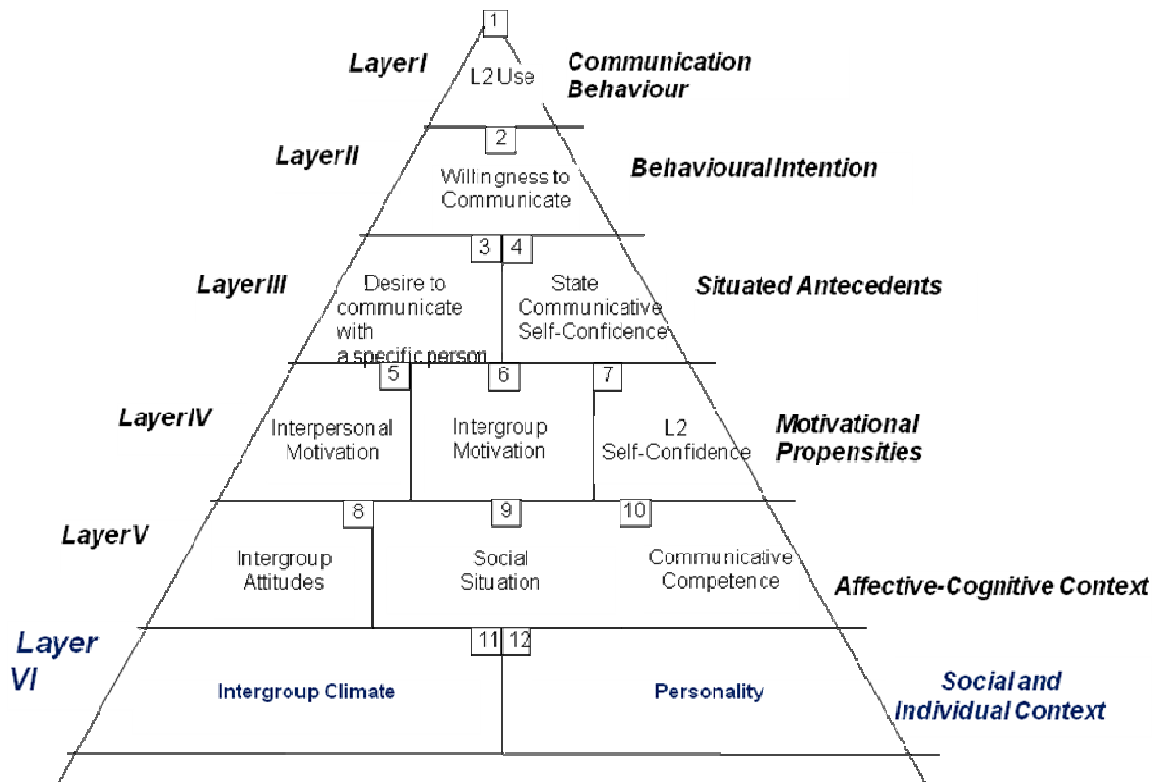 1
Layer I
L2 Use
Communication
Behaviour
2
Layer II
Willingness to
Communicate
Behavioural Intention
3 4
Layer III
Desire to
communicate
with
a specific person
State
Communicative
Self-Conficence
Situated Antecedents
5 6 7
Layer IV
Interpersonal
Motivation
Intergroup
Motivation
L2
Self-Confidence
Motivational
Propensities
8 9 10
Layer V
Intergroup
Attitudes
Social
Situation
Communicative
Competence
Affective-Cognitive Context
11 12
Layer
VI
Intergroup Climate
Personality
Social and
Individual Context